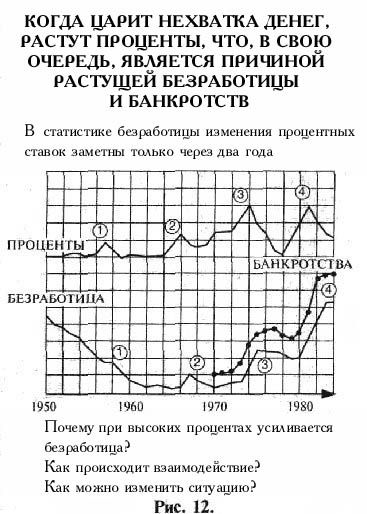 КОГДА ЦАРИТ НЕХВАТКА ДЕНЕГ,
РАСТУТ ПРОЦЕНТЫ, ЧТО, В СВОЮ
ОЧЕРЕДЬ, ЯВЛЯЕТСЯ ПРИЧИНОЙ
РАСТУЩЕЙ БЕЗРАБОТИЦЫ
И БАНКРОТСТВ
В статистике безработицы изменения процентных
ставок заметны только через два года
3
4
1
2
ПРОЦЕНТЫ
БАНКРОТСТВА
БЕЗРАБОТИЦА
4
1
2
3
1950 1960 1970 1980
Почему при высоких процентах усиливается
безработица?
Как происходит взаимодействие?
Как можно изменить ситуацию?
Рис. 12.